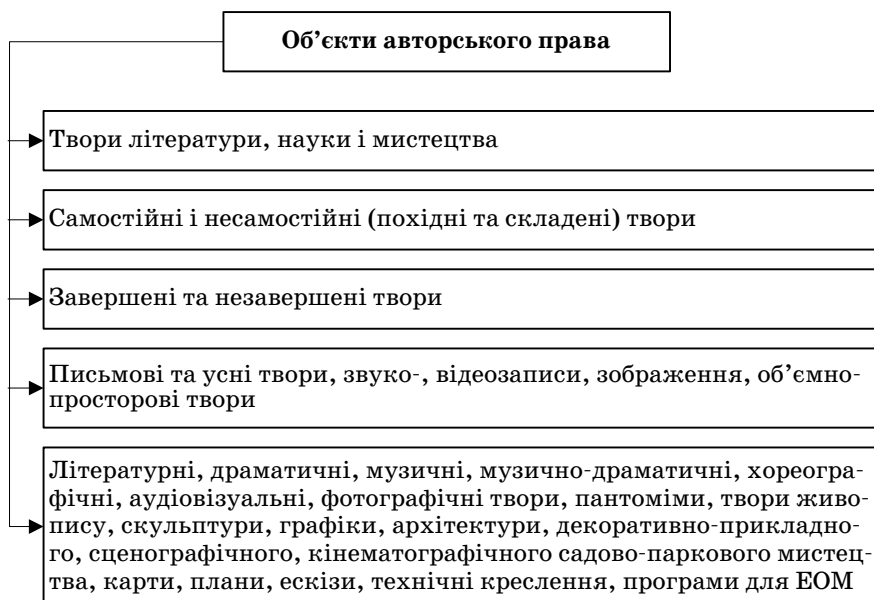 Об’єкти авторського права
Твори літератури, науки і мистецтва
Самостійні і несамостійні (похідні та складені) твори
Завершені та незавершені твори
Письмові та усні твори, звуко-, відеозаписи, зображення, об’ємно-
просторові твори
Літературні, драматичні, музичні, музично-драматичні, хореогра-
фічні, аудіовізуальні, фотографічні твори, пантоміми, твори живо-
пису, скульптури, графіки, архітектури, декоративно-прикладно-
го, сценографічного, кінематографічного садово-паркового мистец-
тва, карти, плани, ескізи, технічні креслення, програми для ЕОМ